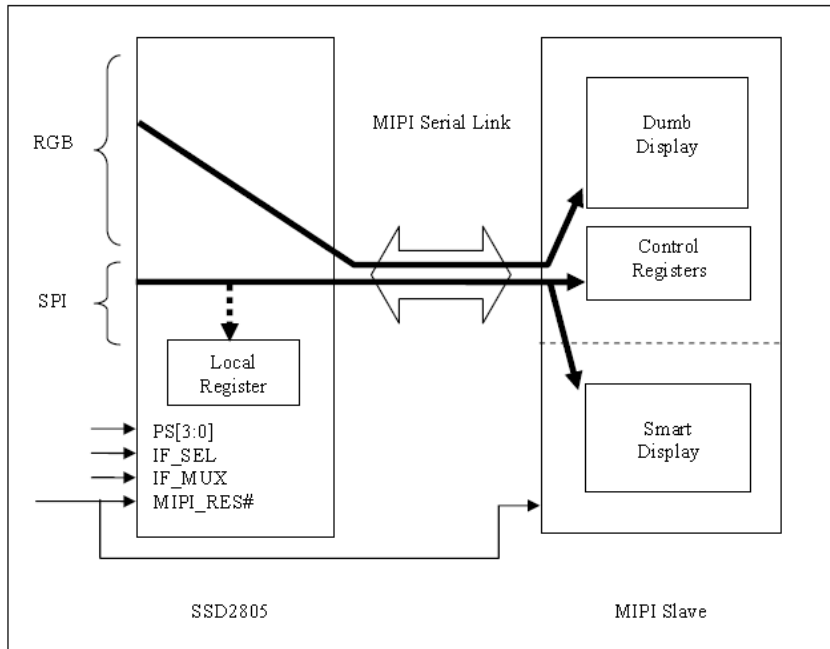 RGB
MIPI Serial Link
Dumb
Display
Control
Registers
SPI
Local
Register
PS[3:0]
IF_SEL
IF_MUX
MIPI_RES#
Smart
Display
SSD2805
MIPI Slave